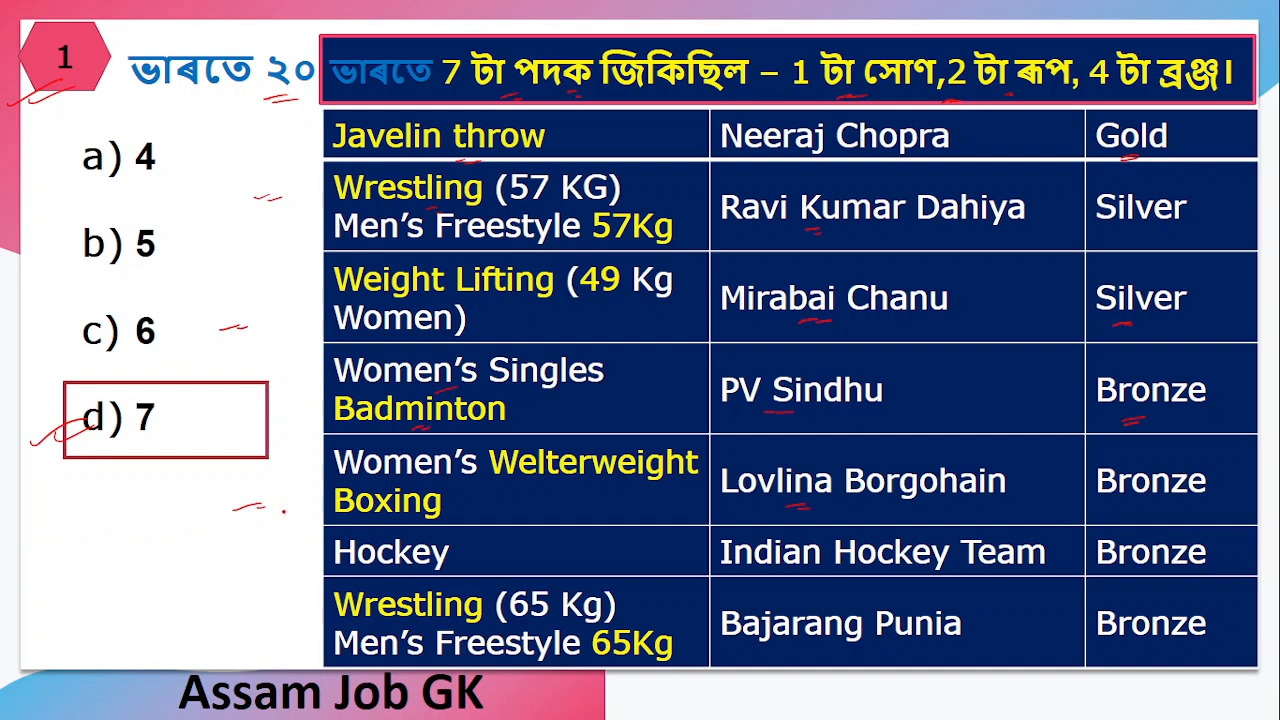 1
ভাৰতে ২০
ভাৰতে 7 টা পদক জিকিছিল – 1 টা সোণ,2 টা ৰূপ, 4 টা ব্ৰঞ্জ।
a) 4
b) 5
c) 6
d) 7
Javelin throw Neeraj Chopra Gold
Wrestling (57 KG)
Men’s Freestyle 57Kg
Ravi Kumar Dahiya Silver
Weight Lifting (49 Kg
Women)
Mirabai Chanu Silver
Women’s Singles
Badminton
PV Sindhu Bronze
Women’s Welterweight
Boxing
Lovlina Borgohain Bronze
Hockey Indian Hockey Team Bronze
Wrestling (65 Kg)
Men’s Freestyle 65Kg
Bajarang Punia Bronze
Assam Job GK